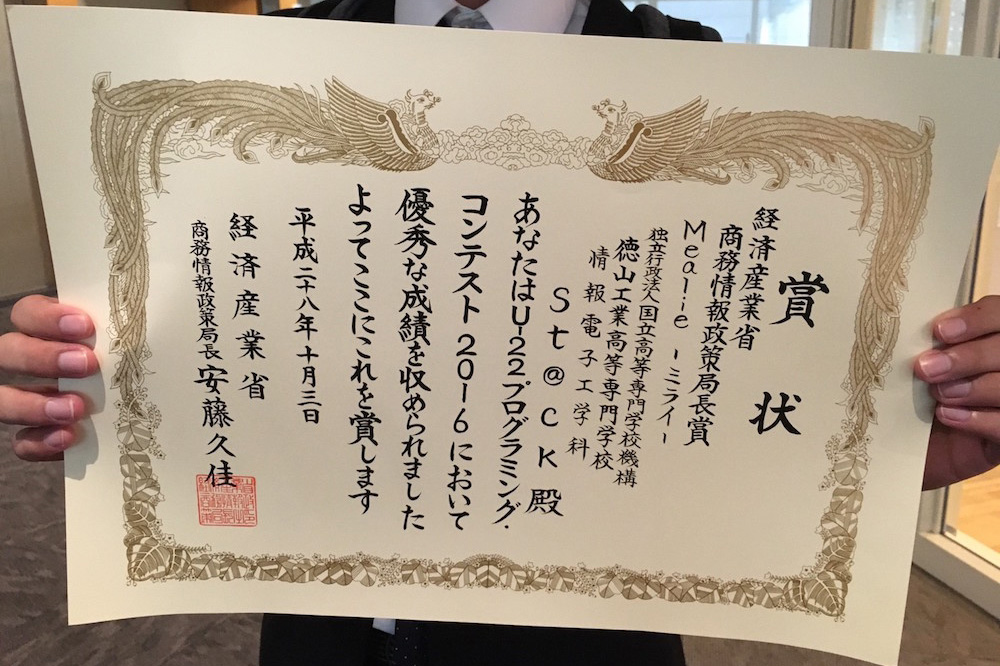 賞状
経済産業省
商務情報政策局長賞
Mealie ～ミライ～
独立行政法人国立高等専門学校機構
徳山工業高等専門学校
情報電子工学科
St@ck殿
あなたはU-22プログラミング・
コンテスト2016において
優秀な成績を収められました
よってここにこれを賞します
平成二十八年十月三日
経済産業省
商務情報政策局長 安藤久佳